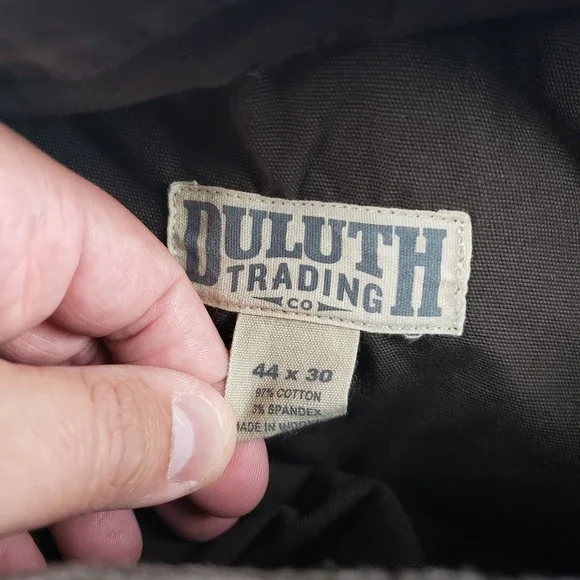 DULUTH
TRADING
CO
44 x 30
97% COTTON
3% SPANDEX
MADE IN